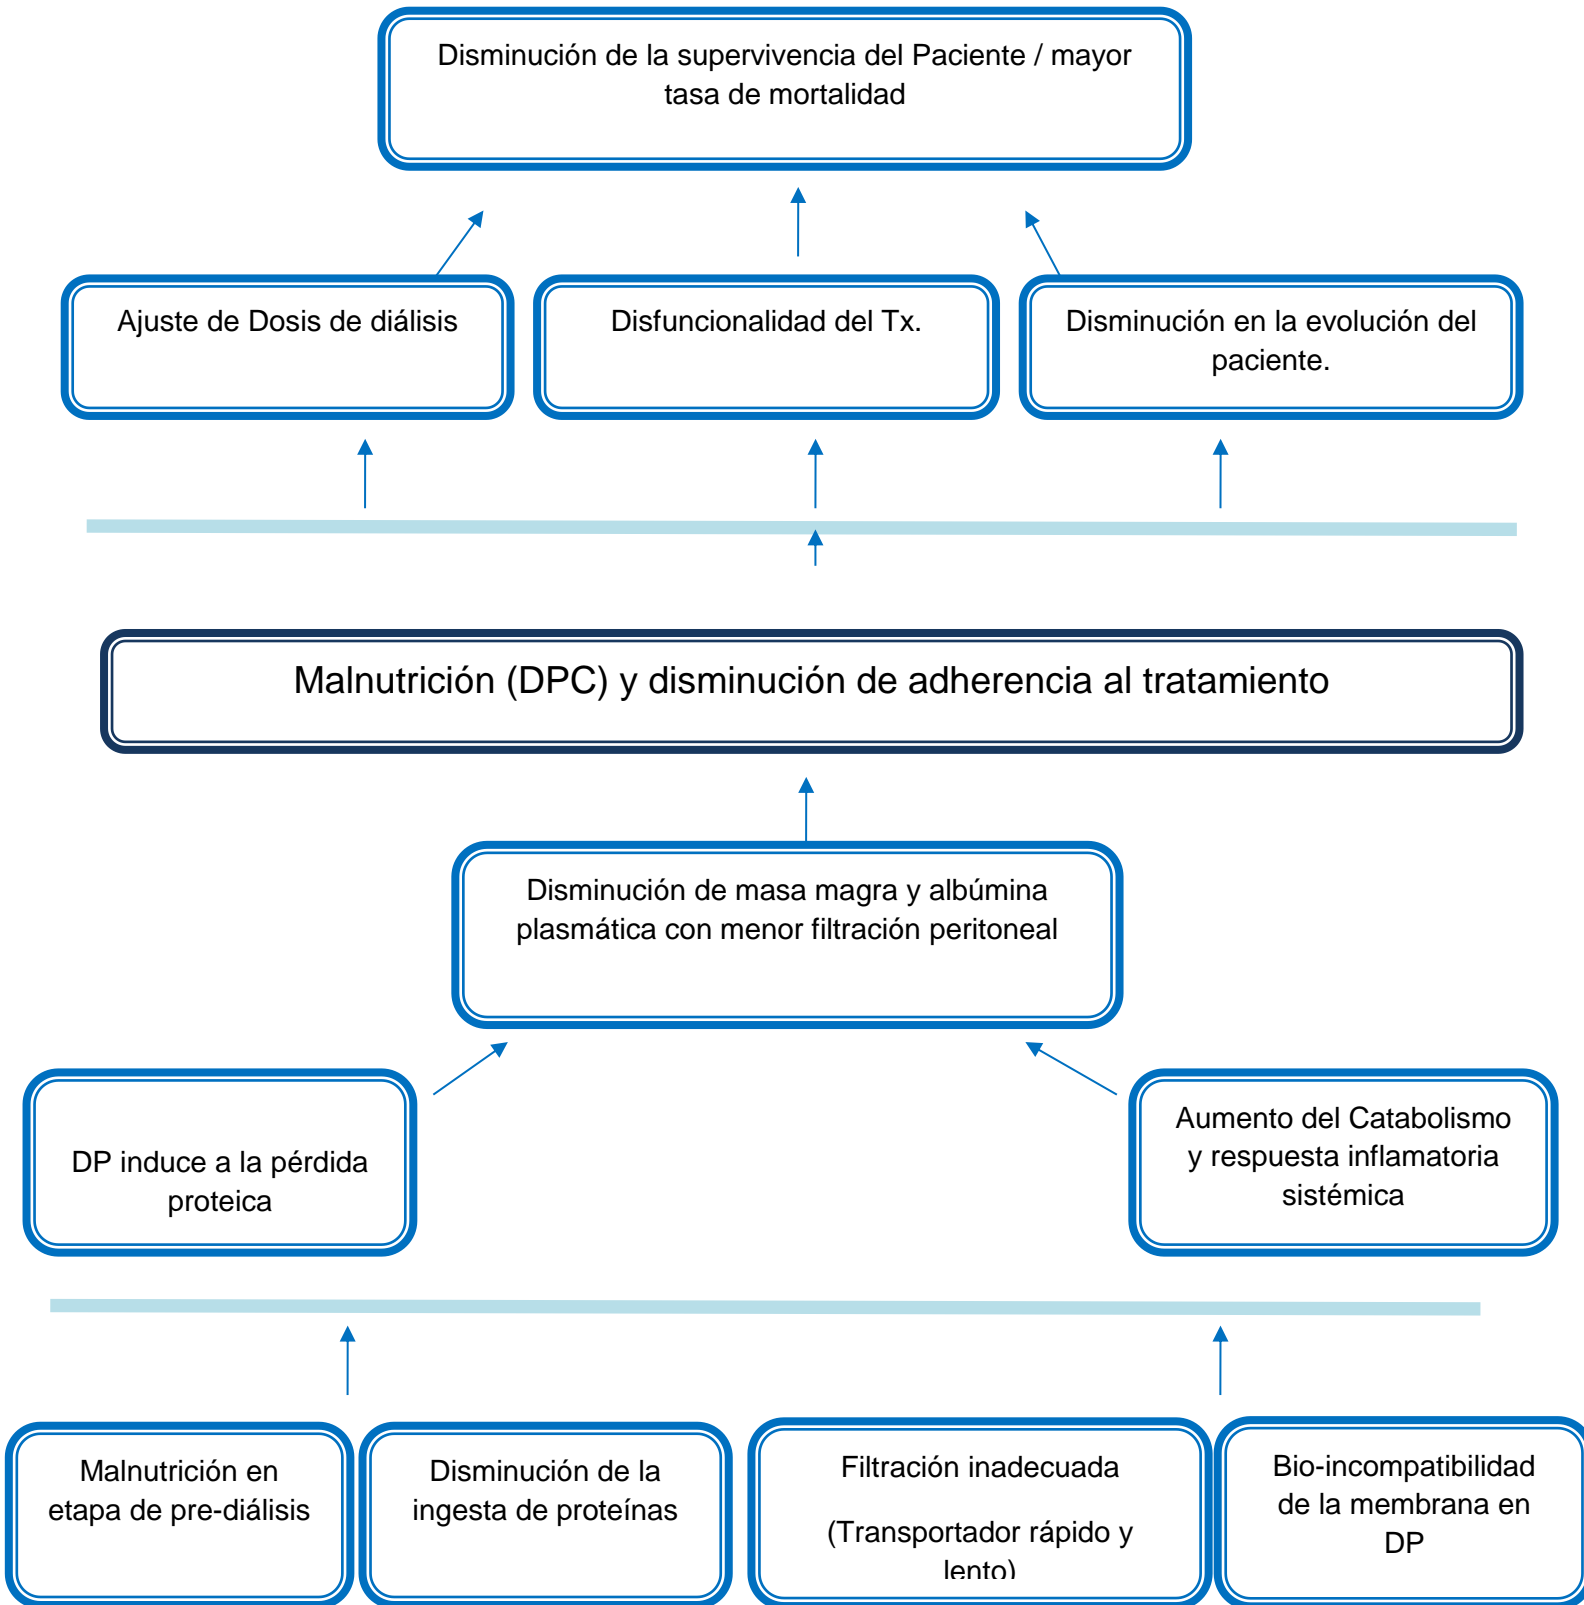 Disminución de la supervivencia del Paciente / mayor
tasa de mortalidad
Ajuste de Dosis de diálisis
Disfuncionalidad del Tx.
Disminución en la evolución del
paciente.
Malnutrición (DPC) y disminución de adherencia al tratamiento
Disminución de masa magra y albúmina
plasmática con menor filtración peritoneal
DP induce a la pérdida
proteica
Aumento del Catabolismo
y respuesta inflamatoria
sistémica
Malnutrición en
etapa de pre-diálisis
Disminución de la
ingesta de proteínas
Filtración inadecuada
(Transportador rápido y
lento)
Bio-incompatibilidad
de la membrana en
DP